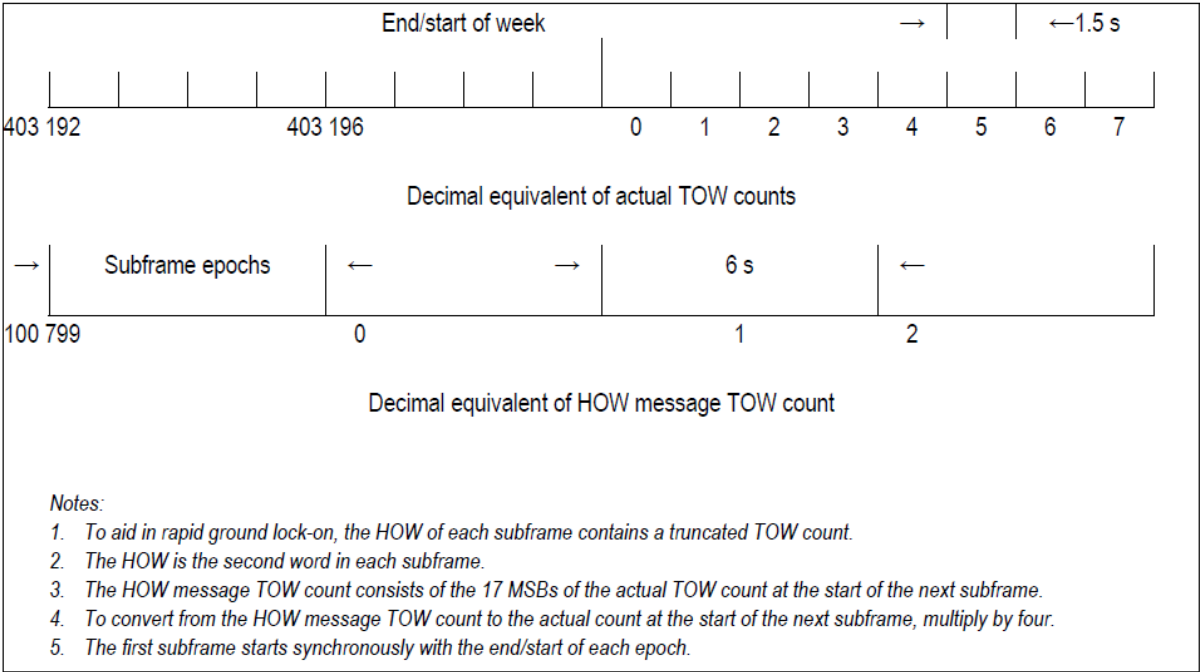 End/start of week → ←1.5 s
403 192 403 196 0 1 2 3 4 5 6 7
Decimal equivalent of actual TOW counts
→ Subframe epochs ← → 6 s ←
100 799 0 1 2
Decimal equivalent of HOW message TOW count
Notes:
1. To aid in rapid ground lock-on, the HOW of each subframe contains a truncated TOW count.
2. The HOW is the second word in each subframe.
3. The HOW message TOW count consists of the 17 MSBs of the actual TOW count at the start of the next subframe.
4. To convert from the HOW message TOW count to the actual count at the start of the next subframe, multiply by four.
5. The first subframe starts synchronously with the end/start of each epoch.